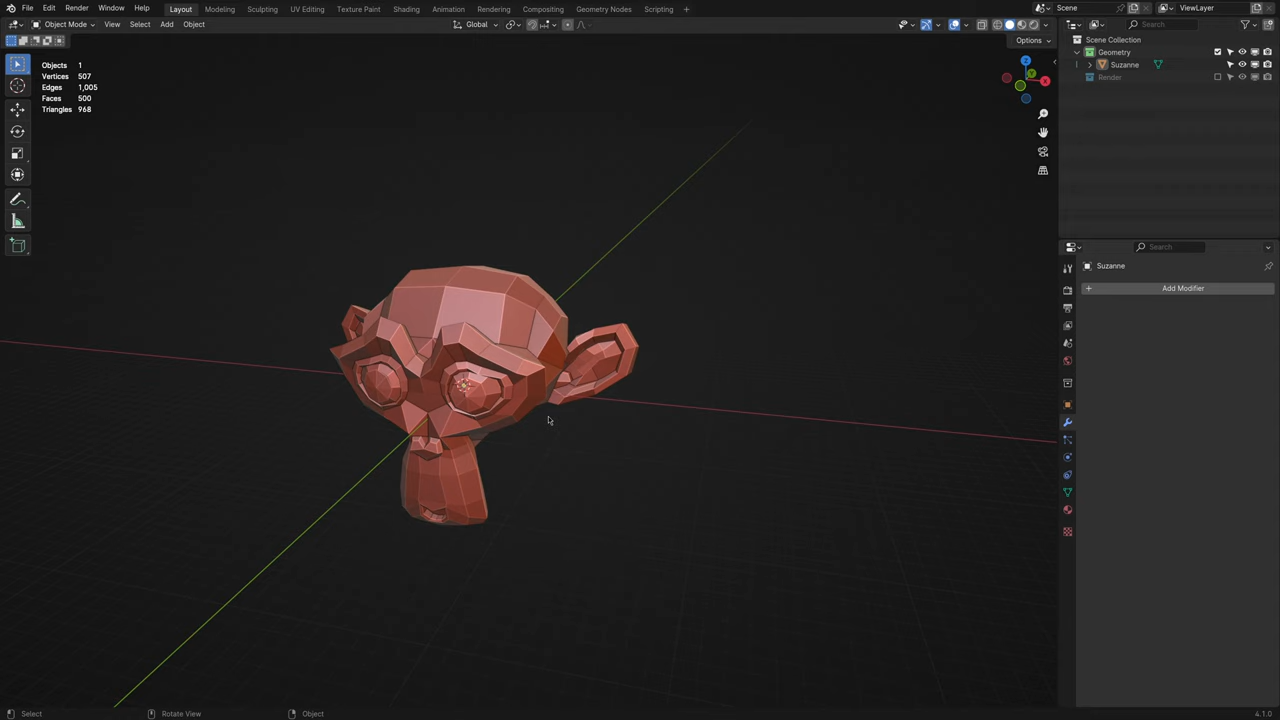 File Edit Render Window Help Layout Modeling Sculpting UV Editing Texture Paint Shading Animation Rendering Compositing Geometry Nodes Scripting + Scene ViewLayer
Object Mode View Select Add Object Global Search
Options
Scene Collection
Geometry
Suzanne
Render
Objects 1
Vertices 507
Edges 1,005
Faces 500
Triangles 968
Z
Y
X
Search
Suzanne
+ Add Modifier
Select Rotate View Object 4.1.0